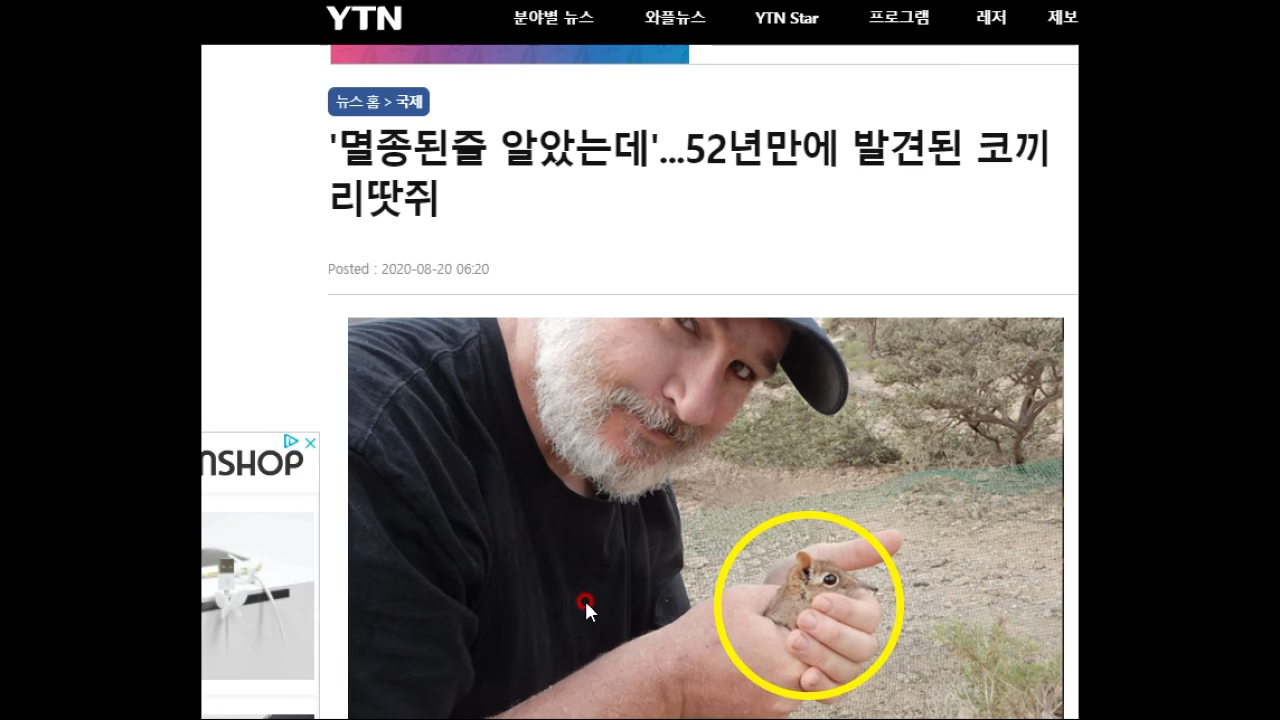 YTN
분야별 뉴스 와플뉴스 YTN Star 프로그램 레저 제보
뉴스 홈 > 국제
'멸종된줄 알았는데'...52년만에 발견된 코끼
리땃쥐
Posted : 2020-08-20 06:20
NSHOP